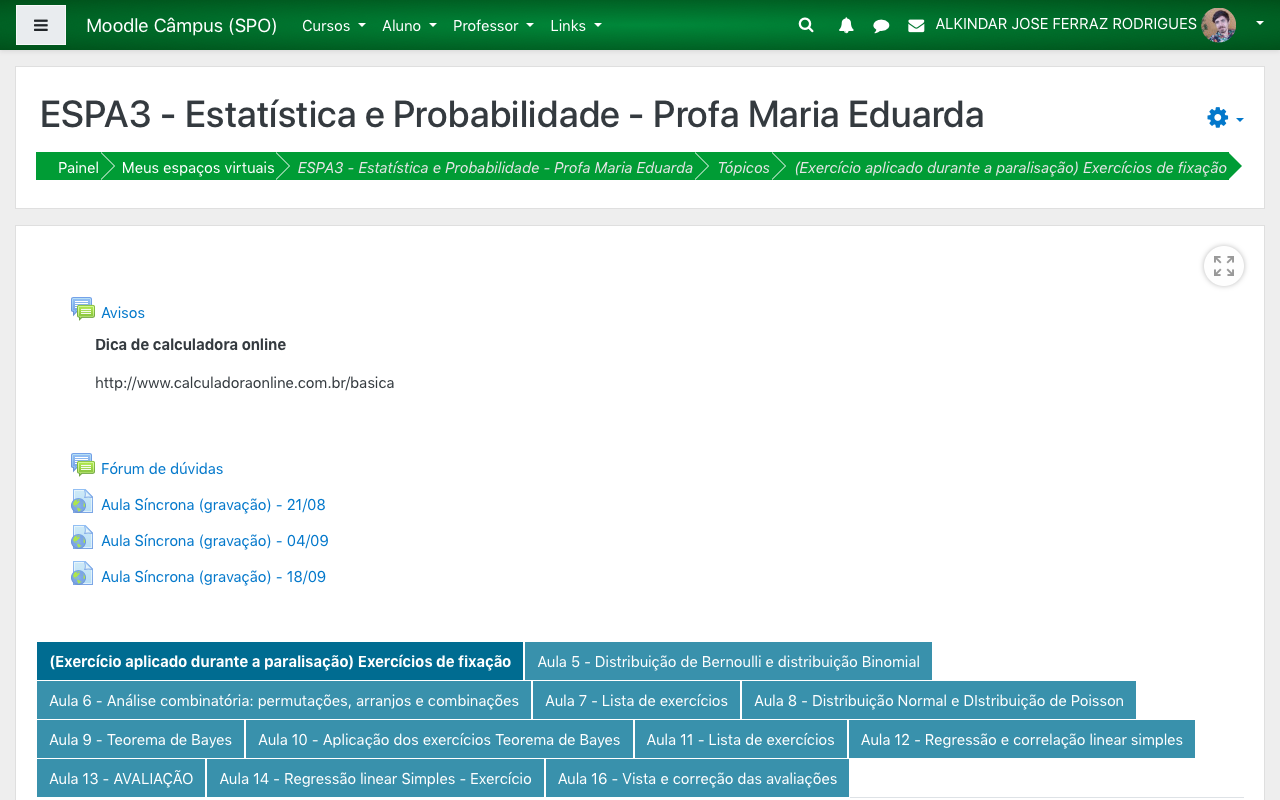 Moodle Câmpus (SPO) Cursos Aluno Professor Links ALKINDAR JOSE FERRAZ RODRIGUES
ESPA3 - Estatística e Probabilidade - Profa Maria Eduarda
Painel Meus espaços virtuais ESPA3 - Estatística e Probabilidade - Profa Maria Eduarda Tópicos (Exercício aplicado durante a paralisação) Exercícios de fixação
Avisos
Dica de calculadora online
http://www.calculadoraonline.com.br/basica
Fórum de dúvidas
Aula Síncrona (gravação) - 21/08
Aula Síncrona (gravação) - 04/09
Aula Síncrona (gravação) - 18/09
(Exercício aplicado durante a paralisação) Exercícios de fixação Aula 5 - Distribuição de Bernoulli e distribuição Binomial
Aula 6 - Análise combinatória: permutações, arranjos e combinações Aula 7 - Lista de exercícios Aula 8 - Distribuição Normal e DIstribuição de Poisson
Aula 9 - Teorema de Bayes Aula 10 - Aplicação dos exercícios Teorema de Bayes Aula 11 - Lista de exercícios Aula 12 - Regressão e correlação linear simples
Aula 13 - AVALIAÇÃO Aula 14 - Regressão linear Simples - Exercício Aula 16 - Vista e correção das avaliações